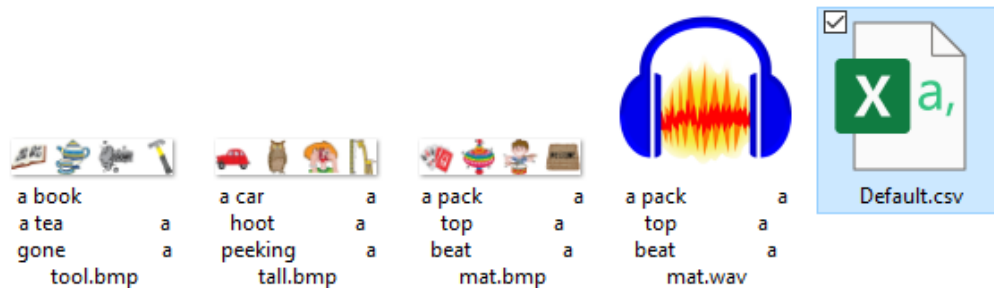 a book
a tea a
gone a
tool.bmp
a car a
hoot
peeking a
tall.bmp
a pack a
top
beat a
mat.bmp
a pack a
top
beat a
mat.wav
X a,
Default.csv